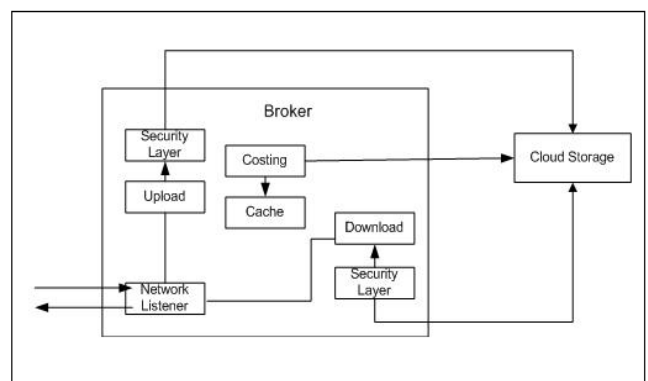 Broker
Security
Layer
Costing
Cloud Storage
Upload
Cache
Download
Security
Layer
Network
Listener